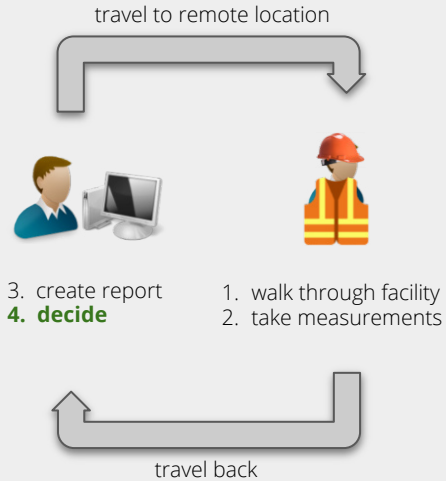 travel to remote location
3. create report
4. decide
1. walk through facility
2. take measurements
travel back